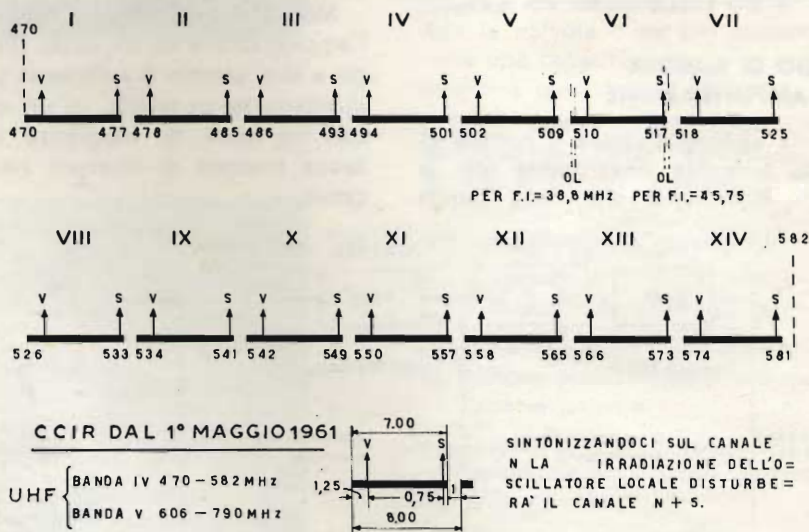 I II III IV V VI VII
470
V S V S V S V S V S V S V S
470 477 478 485 486 493 494 501 502 509 510 517 518 525
OL OL
PER F.I.=38,8 MHz PER F.I.=45,75
VIII IX X XI XII XIII XIV 582
V S V S V S V S V S V S V S
526 533 534 541 542 549 550 557 558 565 566 573 574 581
CCIR DAL 1° MAGGIO 1961
UHF
BANDA IV 470-582 MHz
BANDA V 606-790 MHz
7.00
V S
1,25 0,75 1
8,00
SINTONIZZANDOCI SUL CANALE
N LA IRRADIAZIONE DELL'O=
SCILLATORE LOCALE DISTURBE=
RA' IL CANALE N + 5.